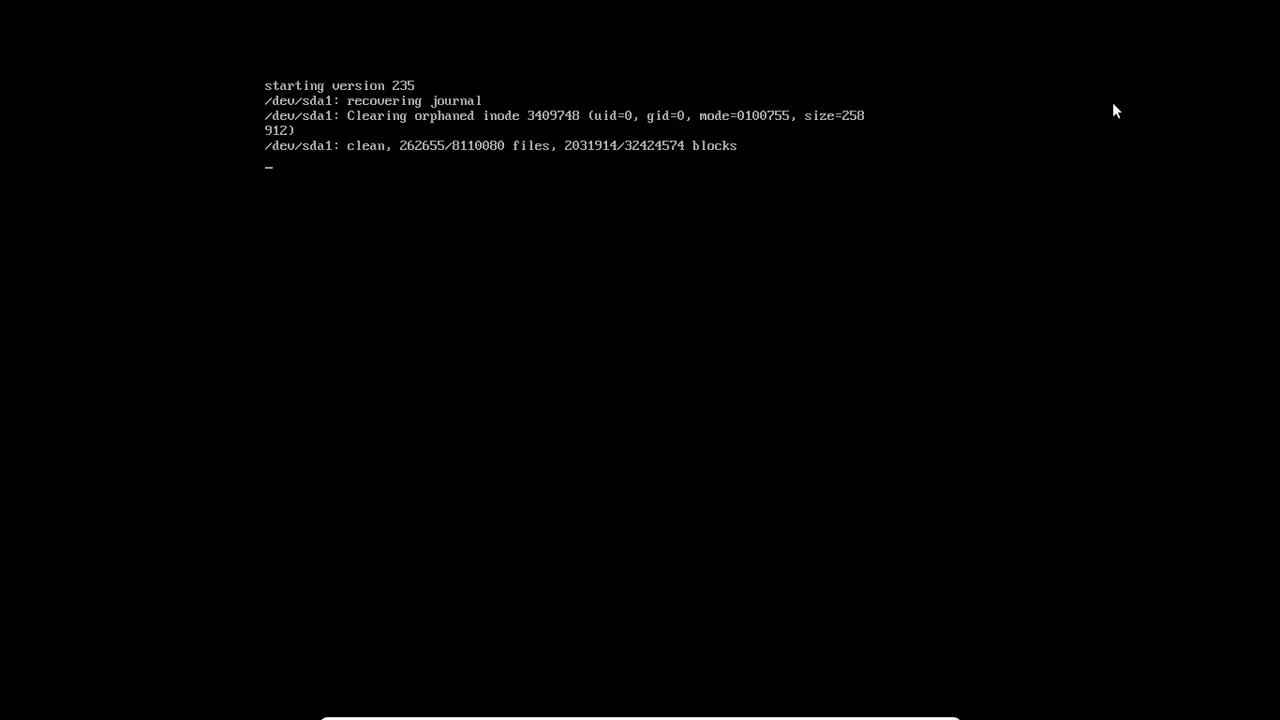 starting version 235
/dev/sda1: recovering journal
/dev/sda1: Clearing orphaned inode 3409748 (uid=0, gid=0, mode=0100755, size=258
912)
/dev/sda1: clean, 262655/8110080 files, 2031914/32424574 blocks
_